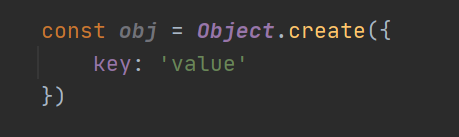 const obj = Object.create({
    key: 'value'
})